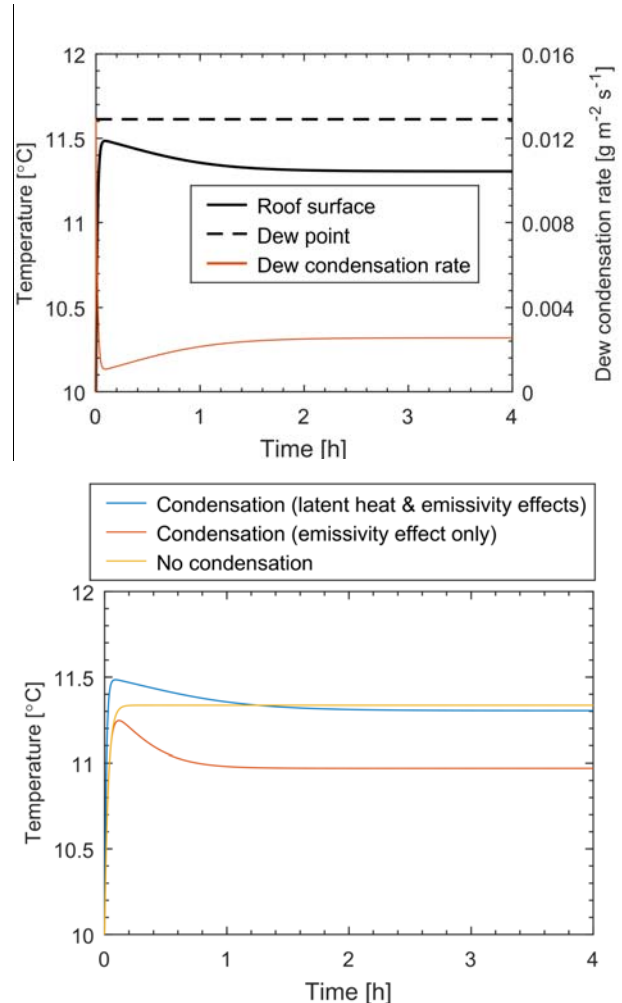 12
11.5
11
10.5
10
Temperature [°C]
0.016
0.012
0.008
0.004
0
Dew condensation rate [g m⁻² s⁻¹]
Roof surface
Dew point
Dew condensation rate
0 1 2 3 4
Time [h]
Condensation (latent heat & emissivity effects)
Condensation (emissivity effect only)
No condensation
12
11.5
11
10.5
10
Temperature [°C]
0 1 2 3 4
Time [h]